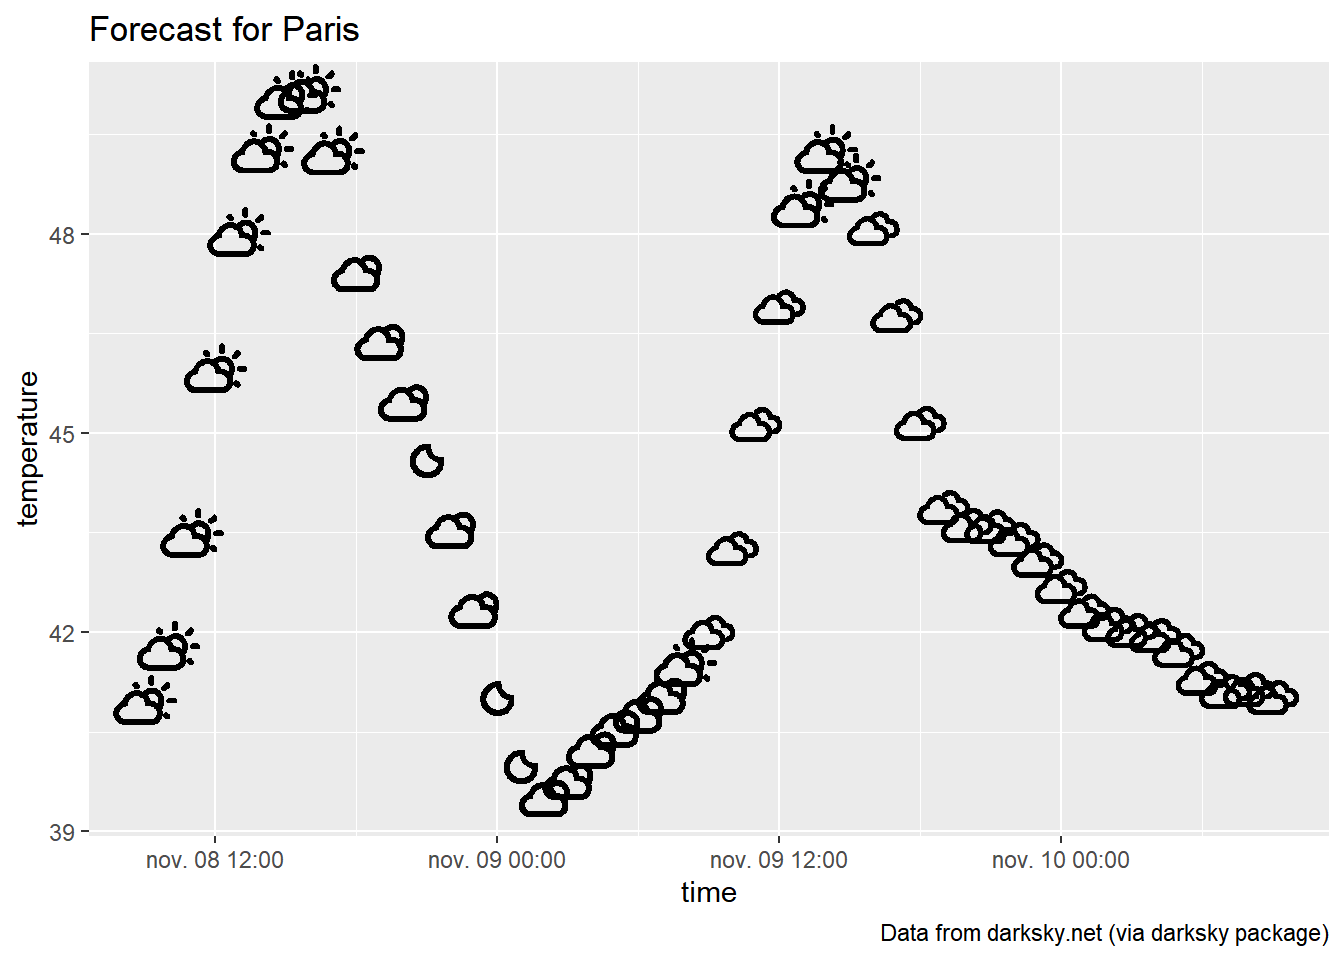 Forecast for Paris
temperature
48
45
42
39
nov. 08 12:00
nov. 09 00:00
nov. 09 12:00
nov. 10 00:00
time
Data from darksky.net (via darksky package)